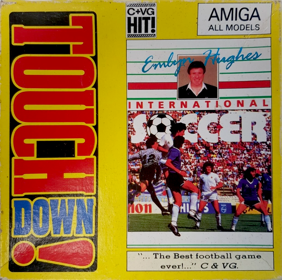 C+VG
HIT!
AMIGA
ALL MODELS
TOUCH
DOWN!
Emlyn Hughes
INTERNATIONAL
SOCCER
"... The Best football game
ever!..." C & VG.